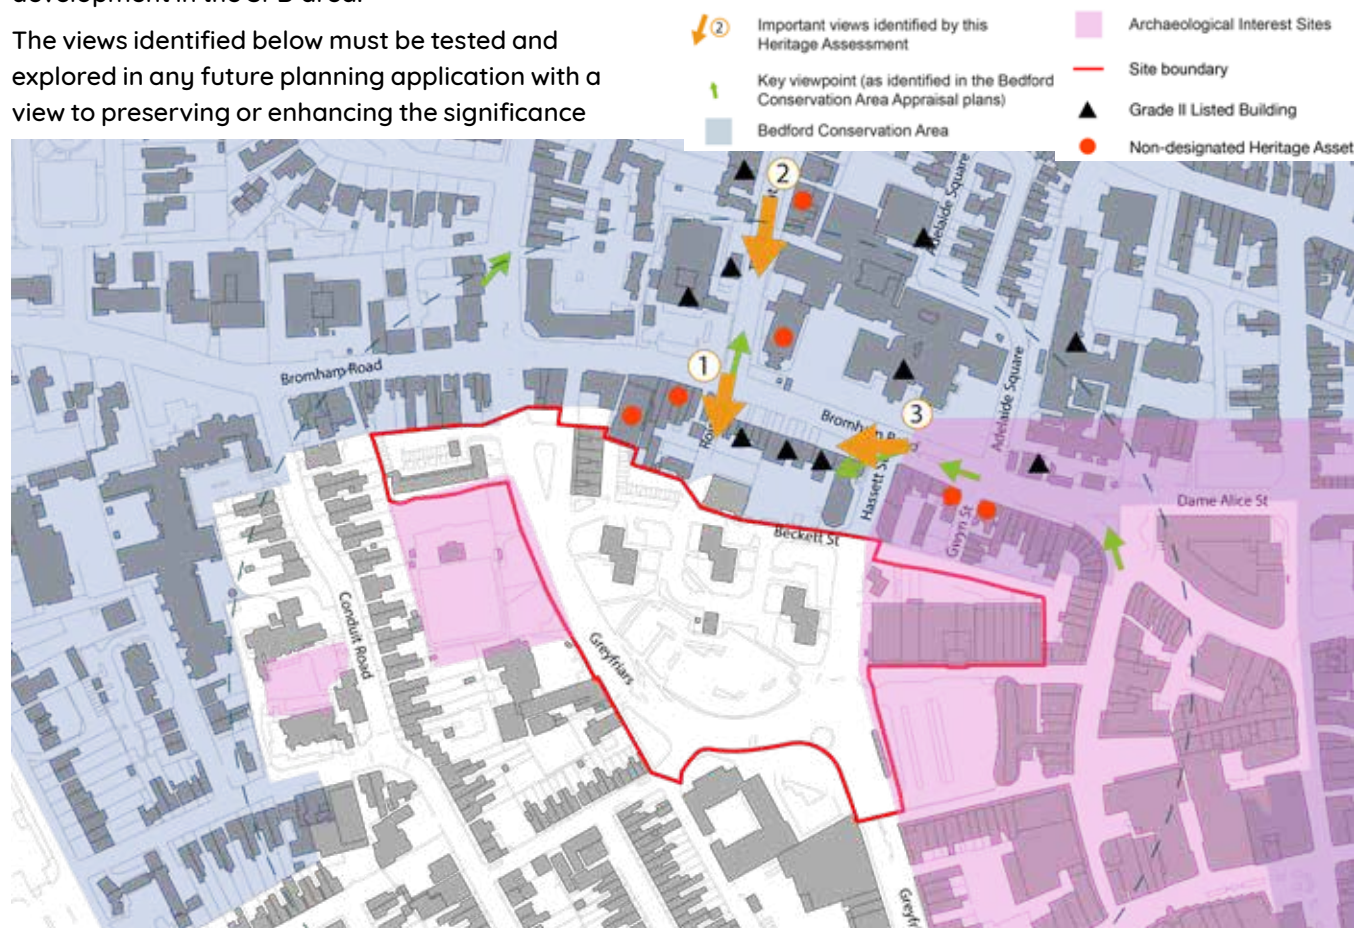 The views identified below must be tested and
explored in any future planning application with a
view to preserving or enhancing the significance
2
Important views identified by this
Heritage Assessment
Key viewpoint (as identified in the Bedford
Conservation Area Appraisal plans)
Bedford Conservation Area
Archaeological Interest Sites
Site boundary
Grade II Listed Building
Non-designated Heritage Asset
2
Adelaide Square
1
Bromham Road
Adelaide Square
3
Bromham Road
Hassett St
Dame Alice St
Gwyn St
Beckett St
Conduit Road
Greyfriars